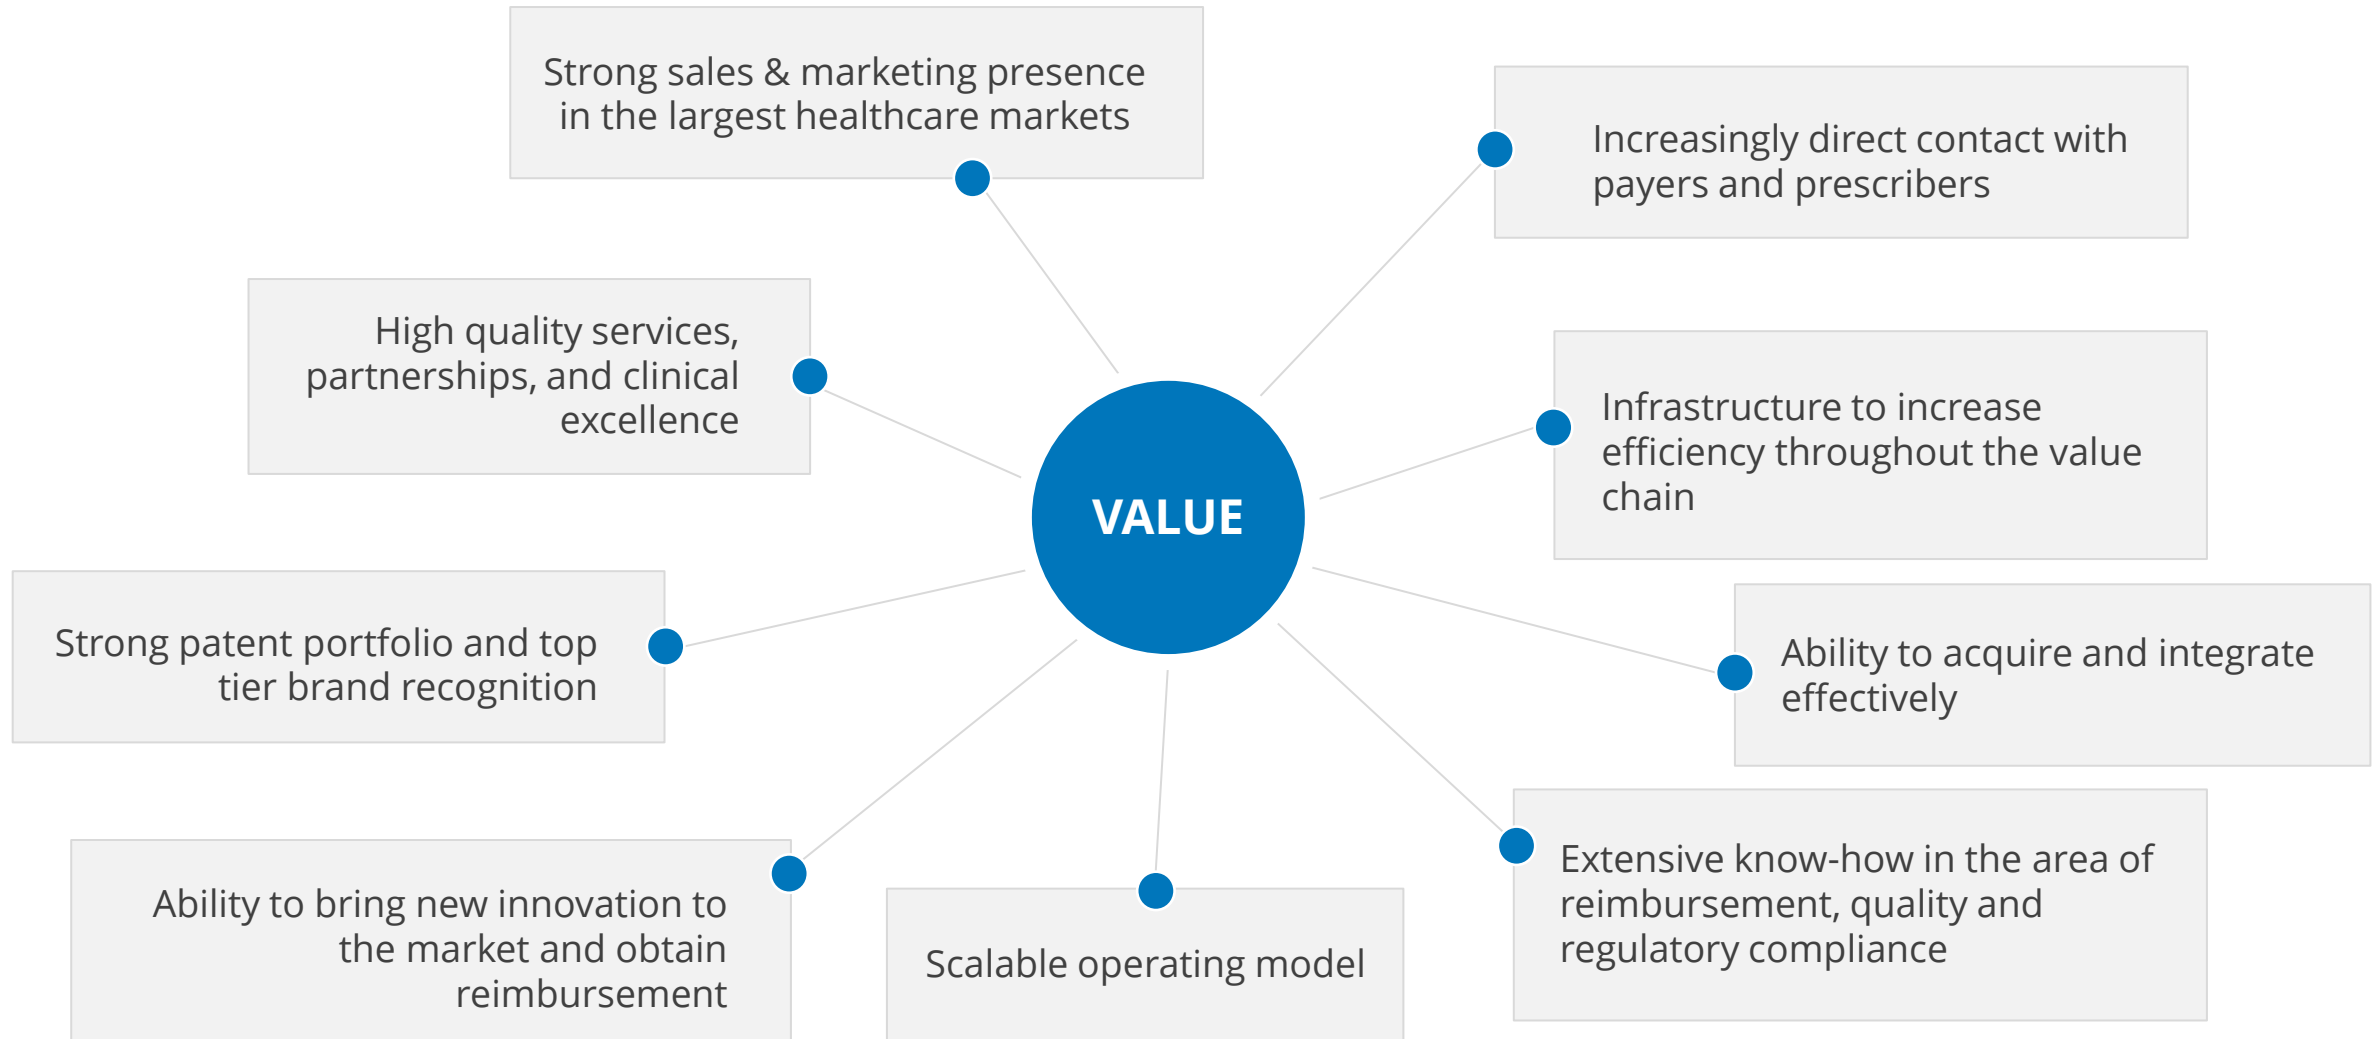 Strong sales & marketing presence
in the largest healthcare markets
Increasingly direct contact with
payers and prescribers
High quality services,
partnerships, and clinical
excellence
Infrastructure to increase
efficiency throughout the value
chain
VALUE
Strong patent portfolio and top
tier brand recognition
Ability to acquire and integrate
effectively
Ability to bring new innovation to
the market and obtain
reimbursement
Scalable operating model
Extensive know-how in the area of
reimbursement, quality and
regulatory compliance